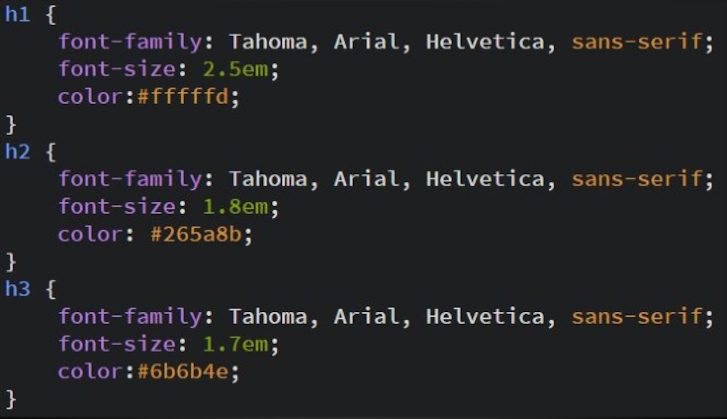 h1 {
    font-family: Tahoma, Arial, Helvetica, sans-serif;
    font-size: 2.5em;
    color:#fffffd;
}
h2 {
    font-family: Tahoma, Arial, Helvetica, sans-serif;
    font-size: 1.8em;
    color: #265a8b;
}
h3 {
    font-family: Tahoma, Arial, Helvetica, sans-serif;
    font-size: 1.7em;
    color:#6b6b4e;
}